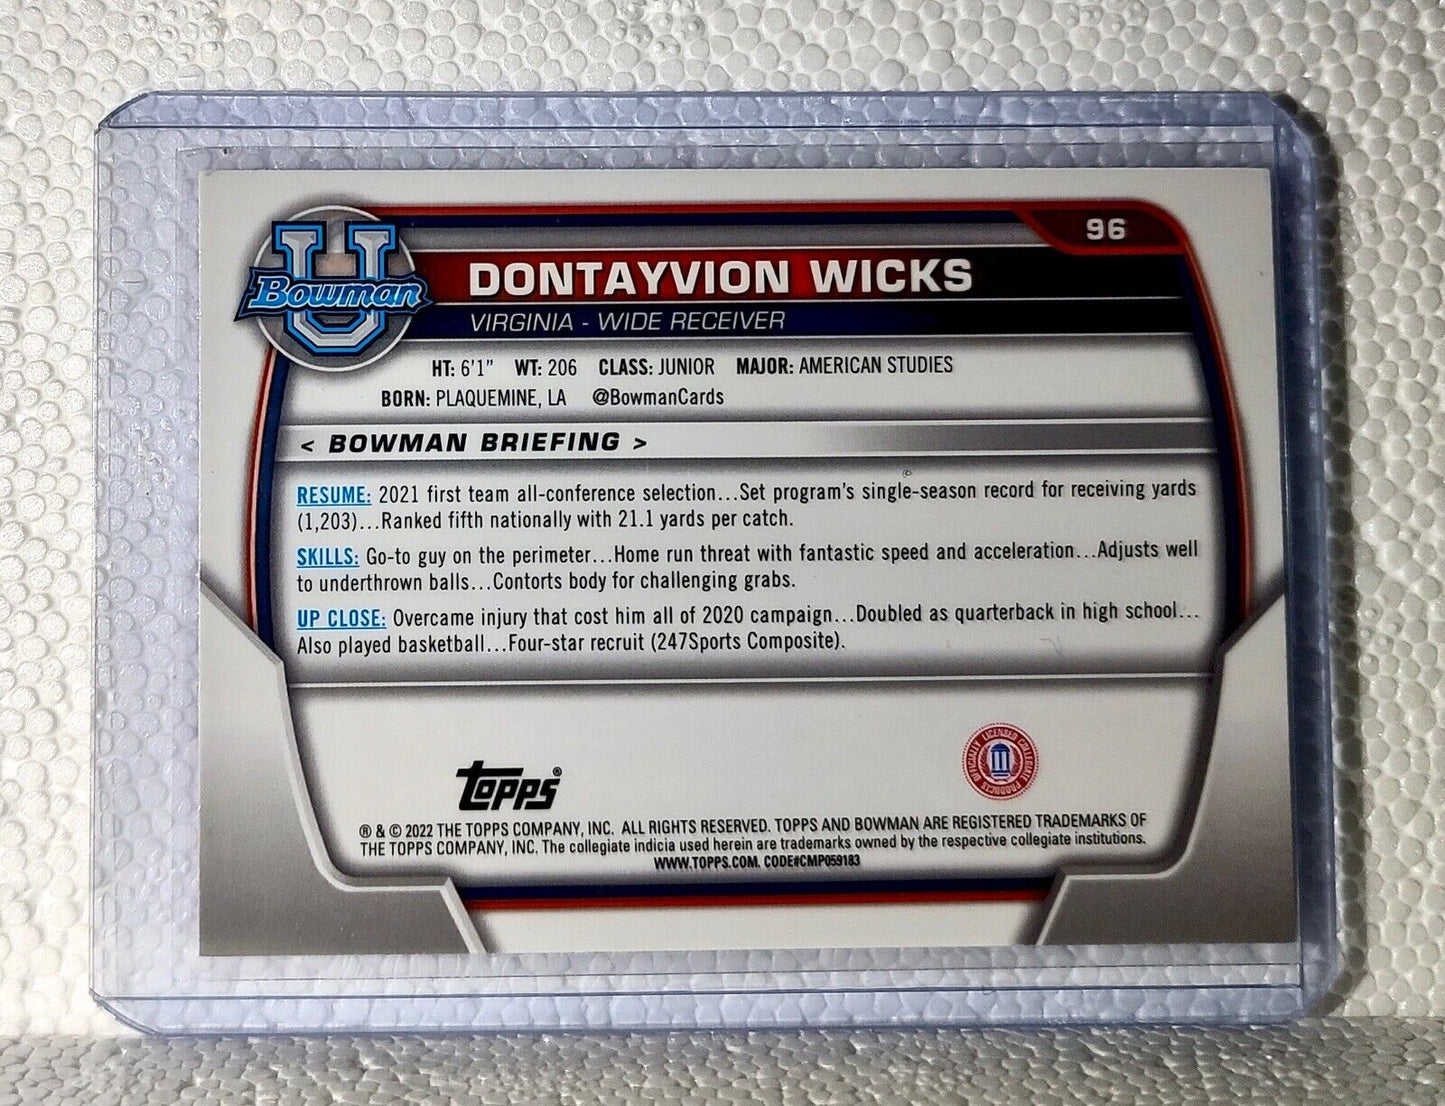 96
U
Bowman
DONTAYVION WICKS
VIRGINIA - WIDE RECEIVER
HT: 6'1" WT: 206 CLASS: JUNIOR MAJOR: AMERICAN STUDIES
BORN: PLAQUEMINE, LA @BowmanCards
< BOWMAN BRIEFING >
RESUME: 2021 first team all-conference selection...Set program's single-season record for receiving yards
(1,203)...Ranked fifth nationally with 21.1 yards per catch.
SKILLS: Go-to guy on the perimeter...Home run threat with fantastic speed and acceleration...Adjusts well
to underthrown balls...Contorts body for challenging grabs.
UP CLOSE: Overcame injury that cost him all of 2020 campaign...Doubled as quarterback in high school...
Also played basketball...Four-star recruit (247Sports Composite).
Topps®
OFFICIALLY LICENSED COLLEGIATE PRODUCTS
® & © 2022 THE TOPPS COMPANY, INC. ALL RIGHTS RESERVED. TOPPS AND BOWMAN ARE REGISTERED TRADEMARKS OF
THE TOPPS COMPANY, INC. The collegiate indicia used herein are trademarks owned by the respective collegiate institutions.
WWW.TOPPS.COM. CODE#CMP059183